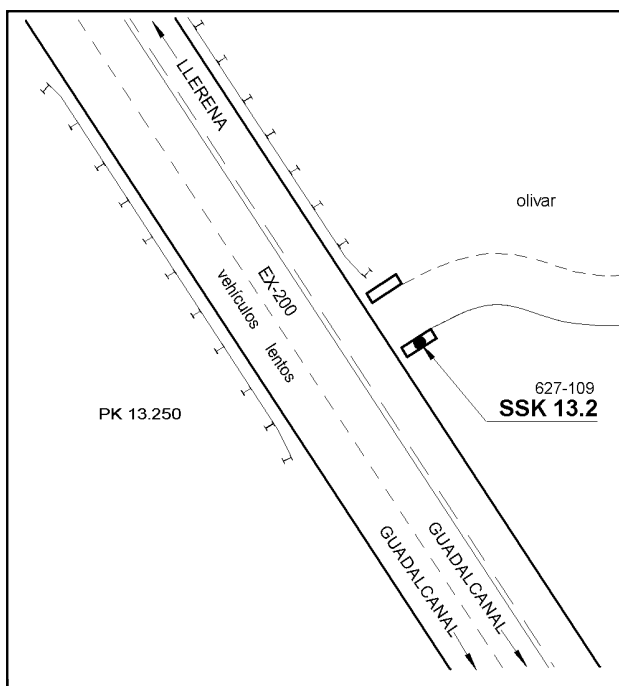 LLERENA
olivar
EX-200
vehículos
lentos
627-109
SSK 13.2
PK 13.250
GUADALCANAL
GUADALCANAL